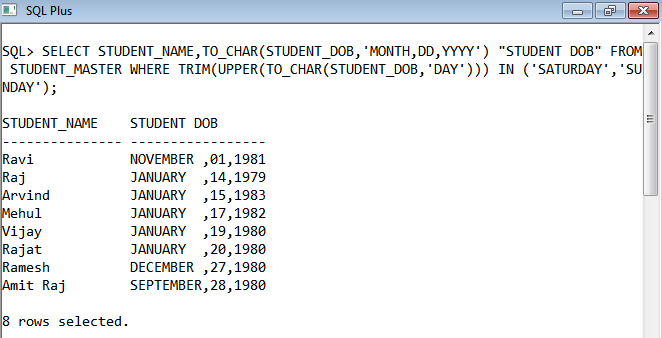 SQL Plus
SQL> SELECT STUDENT_NAME,TO_CHAR(STUDENT_DOB,'MONTH,DD,YYYY') "STUDENT DOB" FROM
 STUDENT_MASTER WHERE TRIM(UPPER(TO_CHAR(STUDENT_DOB,'DAY'))) IN ('SATURDAY','SU
NDAY');
STUDENT_NAME    STUDENT DOB
--------------- -----------------
Ravi            NOVEMBER ,01,1981
Raj             JANUARY  ,14,1979
Arvind          JANUARY  ,15,1983
Mehul           JANUARY  ,17,1982
Vijay           JANUARY  ,19,1980
Rajat           JANUARY  ,20,1980
Ramesh          DECEMBER ,27,1980
Amit Raj        SEPTEMBER,28,1980
8 rows selected.